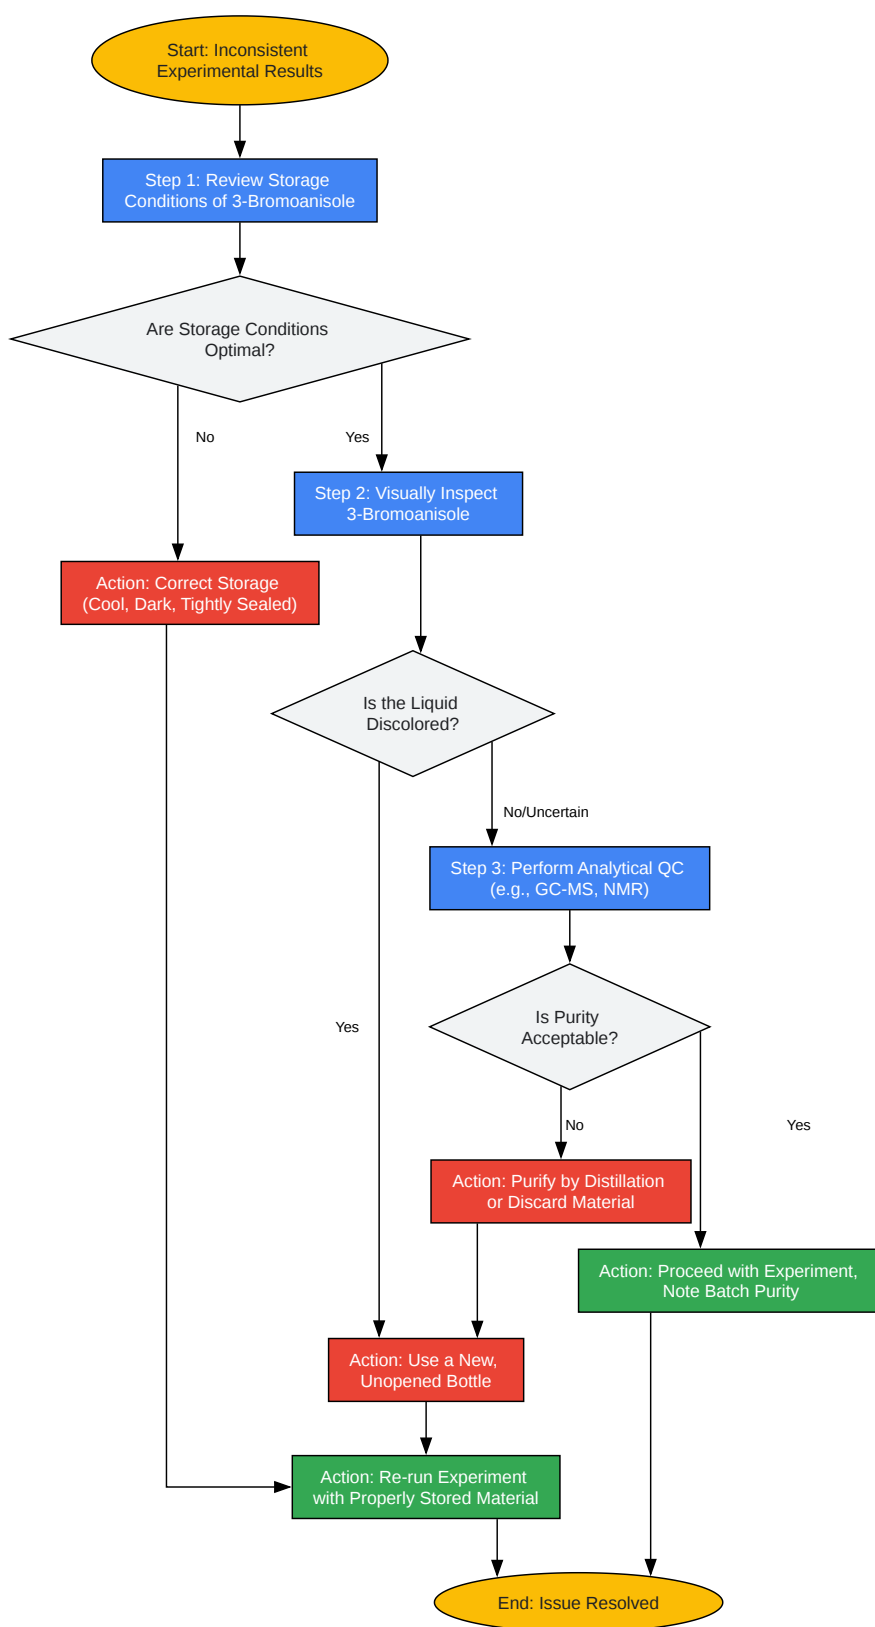 Start: Inconsistent
Experimental Results
Step 1: Review Storage
Conditions of 3-Bromoanisole
Are Storage Conditions
Optimal?
No
Yes
Step 2: Visually Inspect
3-Bromoanisole
Action: Correct Storage
(Cool, Dark, Tightly Sealed)
Is the Liquid
Discolored?
No/Uncertain
Step 3: Perform Analytical QC
(e.g., GC-MS, NMR)
Is Purity
Acceptable?
Yes
No
Yes
Action: Purify by Distillation
or Discard Material
Action: Proceed with Experiment,
Note Batch Purity
Action: Use a New,
Unopened Bottle
Action: Re-run Experiment
with Properly Stored Material
End: Issue Resolved